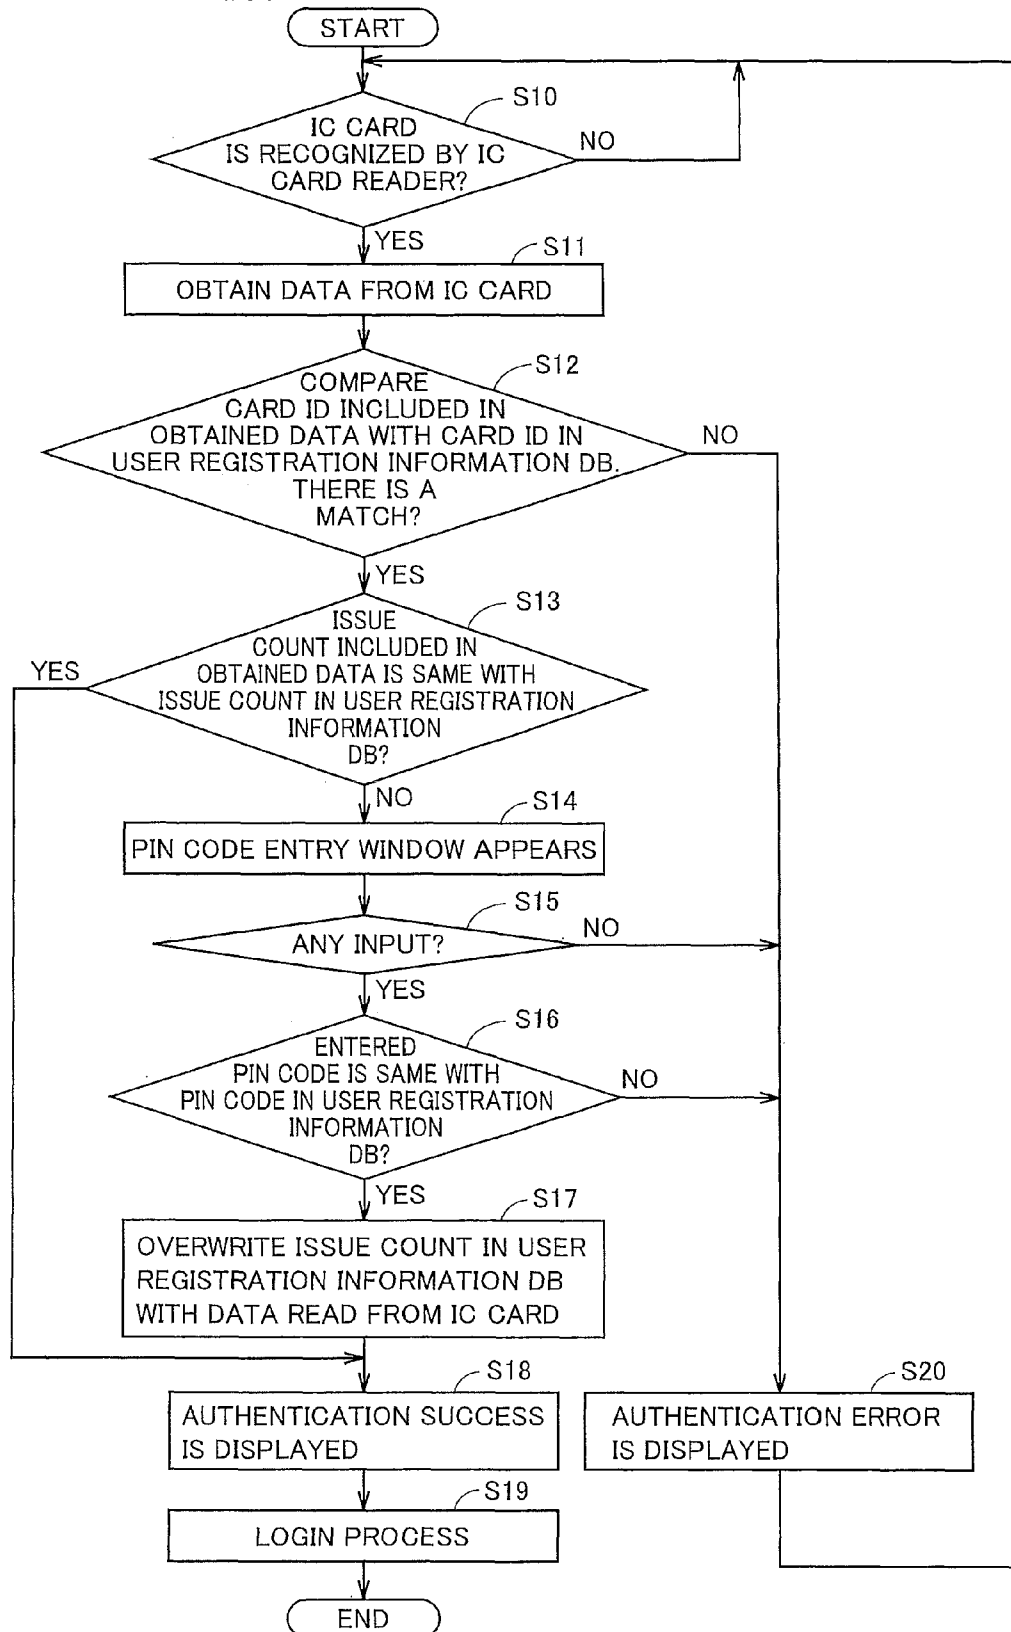 START
S10
IC CARD
IS RECOGNIZED BY IC
CARD READER?
NO
YES
S11
OBTAIN DATA FROM IC CARD
S12
COMPARE
CARD ID INCLUDED IN
OBTAINED DATA WITH CARD ID IN
USER REGISTRATION INFORMATION DB.
THERE IS A
MATCH?
NO
YES
S13
ISSUE
COUNT INCLUDED IN
OBTAINED DATA IS SAME WITH
ISSUE COUNT IN USER REGISTRATION
INFORMATION
DB?
YES
NO
S14
PIN CODE ENTRY WINDOW APPEARS
S15
ANY INPUT?
NO
YES
S16
ENTERED
PIN CODE IS SAME WITH
PIN CODE IN USER REGISTRATION
INFORMATION
DB?
NO
YES
S17
OVERWRITE ISSUE COUNT IN USER
REGISTRATION INFORMATION DB
WITH DATA READ FROM IC CARD
S18
AUTHENTICATION SUCCESS
IS DISPLAYED
S20
AUTHENTICATION ERROR
IS DISPLAYED
S19
LOGIN PROCESS
END